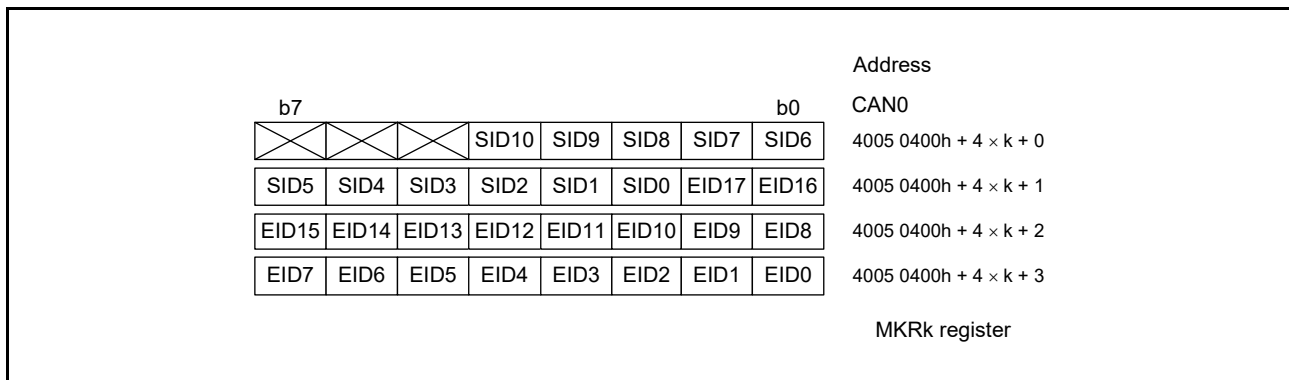 Address
b7 b0 CAN0
SID10 SID9 SID8 SID7 SID6 4005 0400h + 4 × k + 0
SID5 SID4 SID3 SID2 SID1 SID0 EID17 EID16 4005 0400h + 4 × k + 1
EID15 EID14 EID13 EID12 EID11 EID10 EID9 EID8 4005 0400h + 4 × k + 2
EID7 EID6 EID5 EID4 EID3 EID2 EID1 EID0 4005 0400h + 4 × k + 3
MKRk register